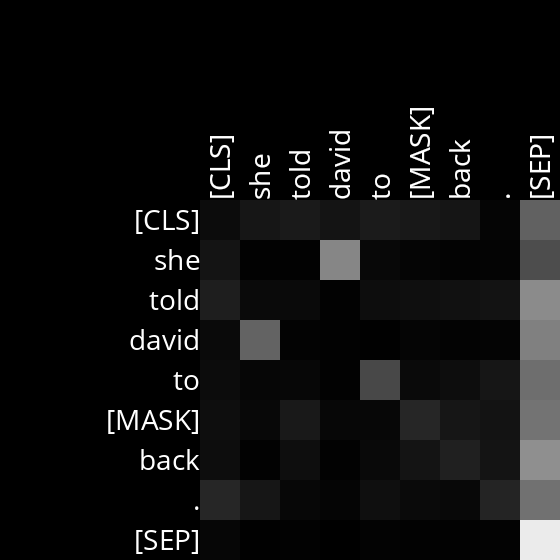 [CLS] she told david to [MASK] back . [SEP]
[CLS]
she
told
david
to
[MASK]
back
.
[SEP]